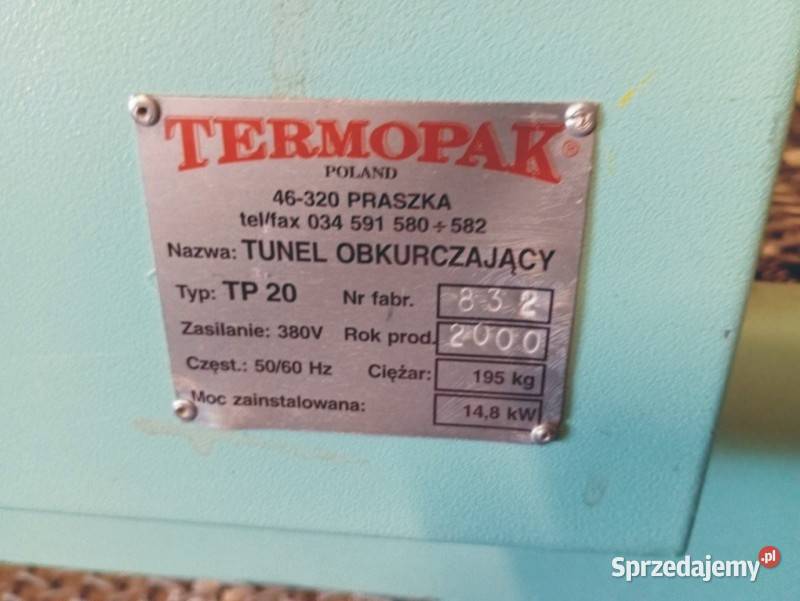 TERMOPAK®
POLAND
46-320 PRASZKA
tel/fax 034 591 580÷582
Nazwa: TUNEL OBKURCZAJĄCY
Typ: TP 20 Nr fabr. 832
Zasilanie: 380V Rok prod. 2000
Częst.: 50/60 Hz Ciężar: 195 kg
Moc zainstalowana: 14,8 kW
Sprzedajemy.pl